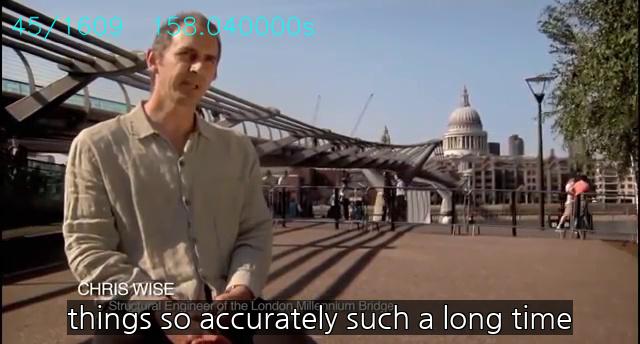 45/1609 158.040000s
CHRIS WISE
Structural Engineer of the London Millennium Bridge
things so accurately such a long time